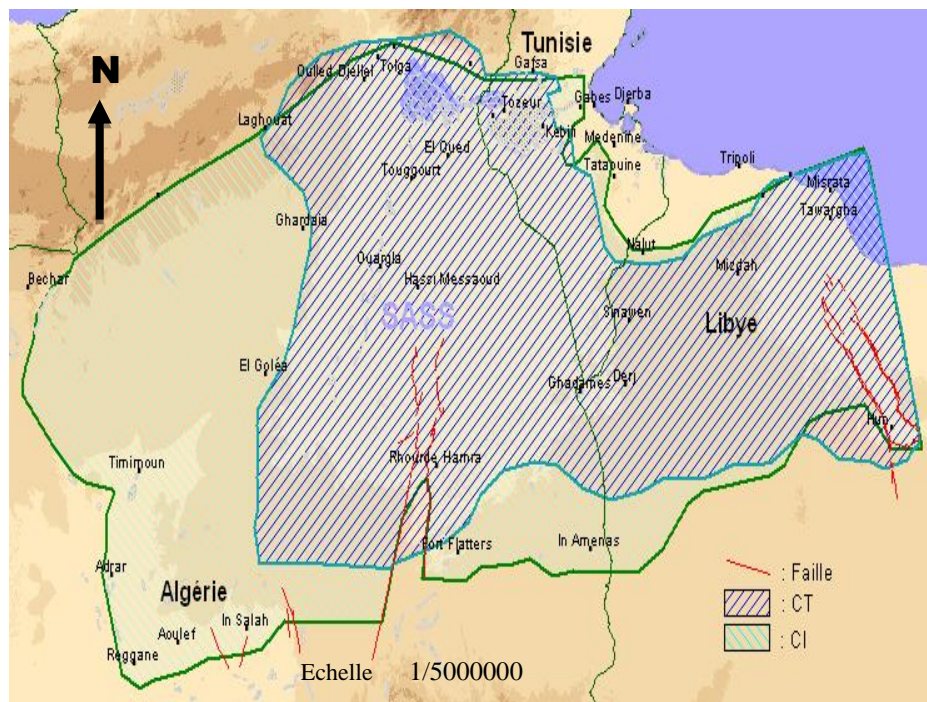 N
Tunisie
Gafsa
Tolga
Ouled Djellel
Tozeur
Gabes
Djerba
Laghouat
Kebili
El Oued
Medenine
Touggourt
Tataouine
Tripoli
Misrata
Tawargha
Ghardaia
Ouargla
Nalut
Mizdah
Bechar
Hassi Messaoud
SASS
Sinawen
Libye
El Goléa
Ghadames
Derj
Hun
Rhourde Hamra
Timimoun
Fort Flatters
In Amenas
Adrar
Algérie
: Faille
: CT
In Salah
Aoulef
: CI
Reggane
Echelle 1/5000000